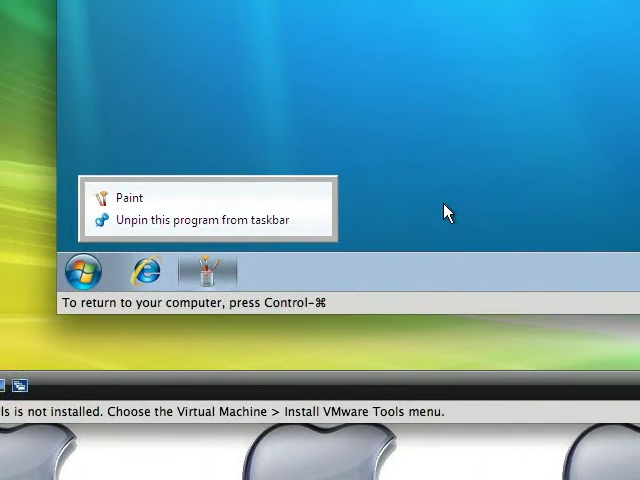 Paint
Unpin this program from taskbar
To return to your computer, press Control-⌘
ls is not installed. Choose the Virtual Machine > Install VMware Tools menu.